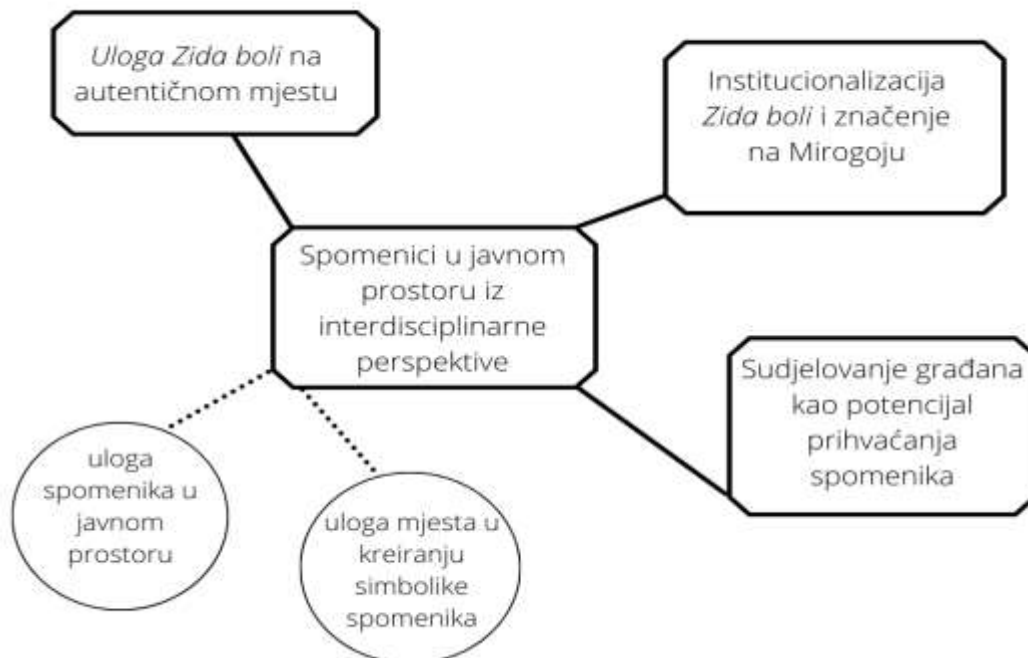 Uloga Zida boli na
autentičnom mjestu
Institucionalizacija
Zida boli i značenje
na Mirogoju
Spomenici u javnom
prostoru iz
interdisciplinarne
perspektive
Sudjelovanje građana
kao potencijal
prihvaćanja
spomenika
uloga
spomenika u
javnom
prostoru
uloga mjesta u
kreiranju
simbolike
spomenika